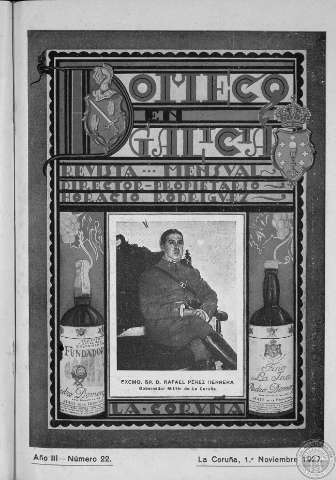 DOMECQ
EN
GALICIA
REVISTA MENSUAL
DIRECTOR-PROPIETARIO
HORACIO RODRIGUEZ
FUNDADOR
Pedro Domecq
Fino
La Ina
Pedro Domecq
EXCMO. SR. D. RAFAEL PÉREZ HERRERA
Gobernador Militar de La Coruña
LA-CORUÑA
Año III — Número 22.
La Coruña, 1.º Noviembre 1927.